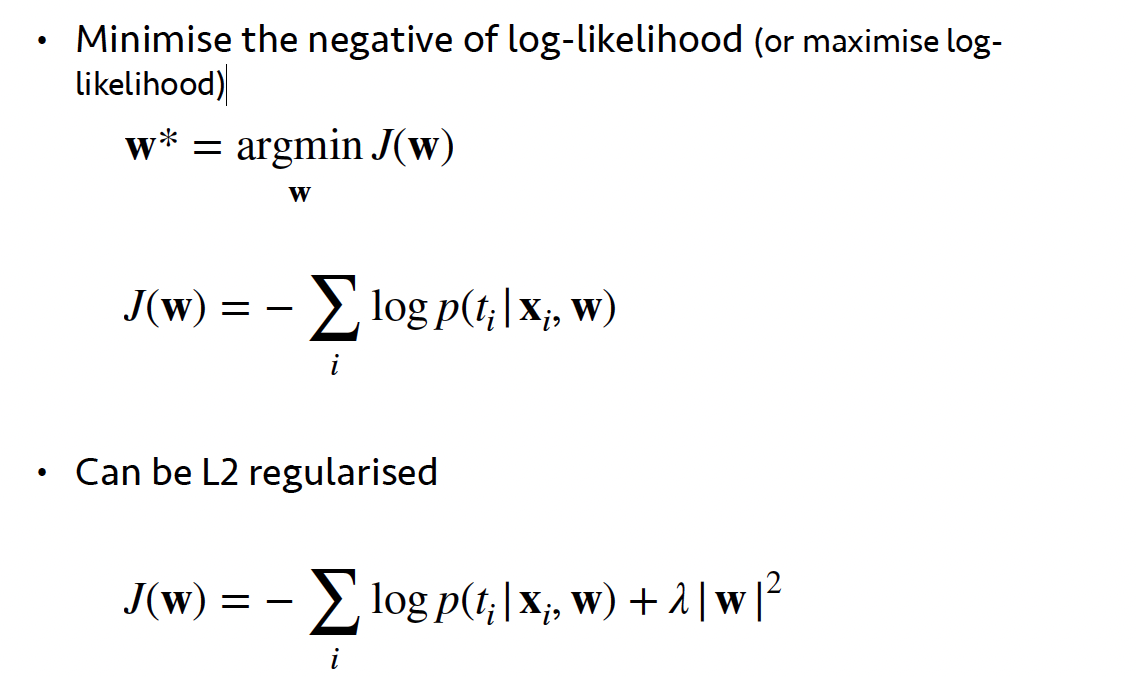 • Minimise the negative of log-likelihood (or maximise log-
likelihood)
w* = argmin J(w)
w
J(w) = − ∑ log p(tᵢ|xᵢ, w)
i
• Can be L2 regularised
J(w) = − ∑ log p(tᵢ|xᵢ, w) + λ|w|²
i